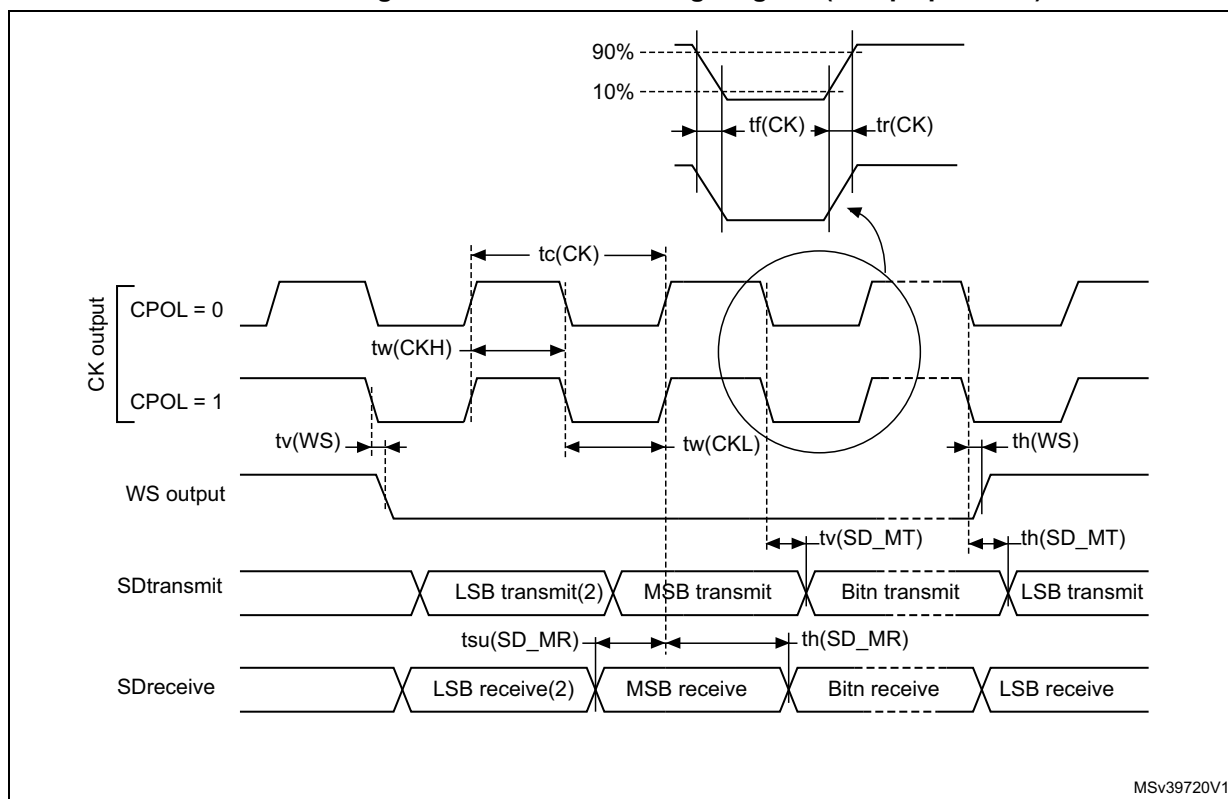 90%
10%
tf(CK)
tr(CK)
tc(CK)
CK output
CPOL = 0
tw(CKH)
CPOL = 1
tv(WS)
tw(CKL)
th(WS)
WS output
tv(SD_MT)
th(SD_MT)
SDtransmit
LSB transmit(2)
MSB transmit
Bitn transmit
LSB transmit
tsu(SD_MR)
th(SD_MR)
SDreceive
LSB receive(2)
MSB receive
Bitn receive
LSB receive
MSv39720V1